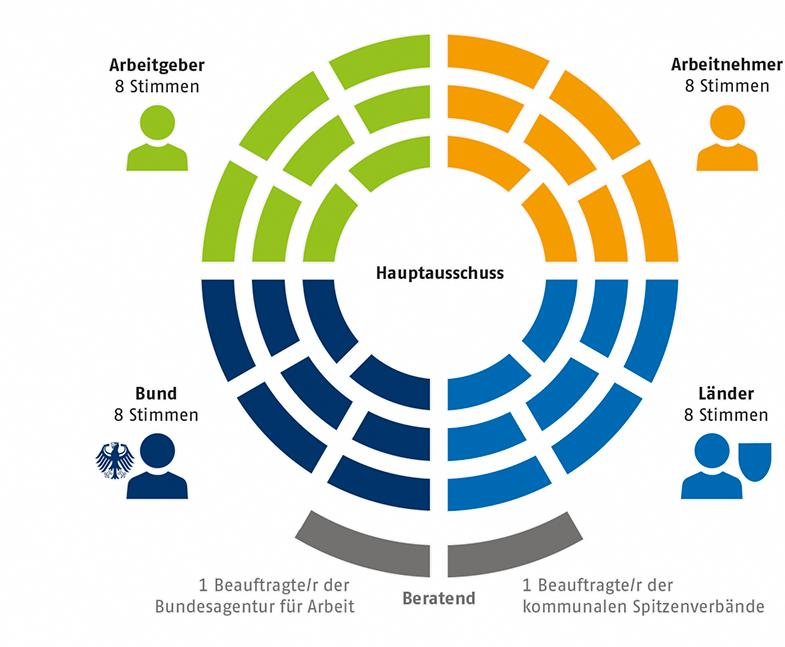 Arbeitgeber
8 Stimmen
Arbeitnehmer
8 Stimmen
Hauptausschuss
Bund
8 Stimmen
Länder
8 Stimmen
1 Beauftragte/r der
Bundesagentur für Arbeit
Beratend
1 Beauftragte/r der
kommunalen Spitzenverbände